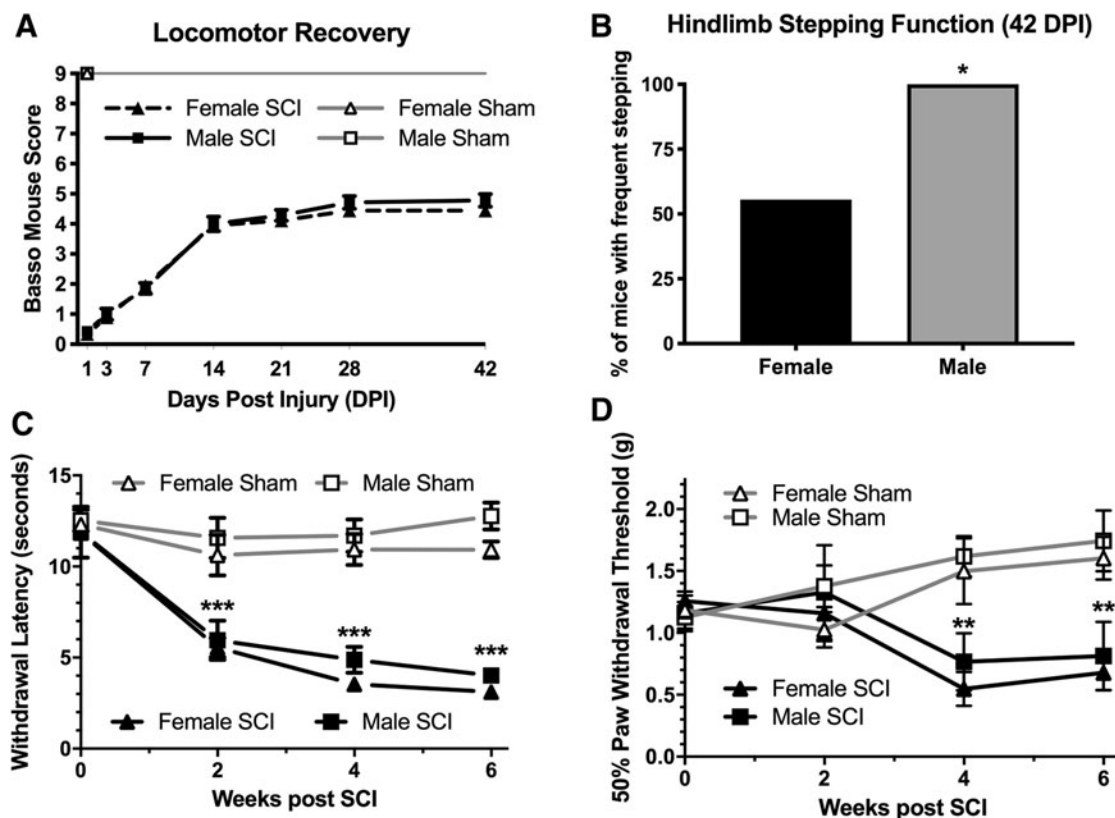 A
Locomotor Recovery
Basso Mouse Score
9
8
7
6
5
4
3
2
1
0
Female SCI
Male SCI
Female Sham
Male Sham
1 3 7 14 21 28 42
Days Post Injury (DPI)
B
Hindlimb Stepping Function (42 DPI)
% of mice with frequent stepping
100
75
50
25
0
*
Female Male
C
Withdrawal Latency (seconds)
15
10
5
0
Female Sham Male Sham
***
***
***
Female SCI Male SCI
0 2 4 6
Weeks post SCI
D
50% Paw Withdrawal Threshold (g)
2.0
1.5
1.0
0.5
0.0
Female Sham
Male Sham
**
**
Female SCI
Male SCI
0 2 4 6
Weeks post SCI